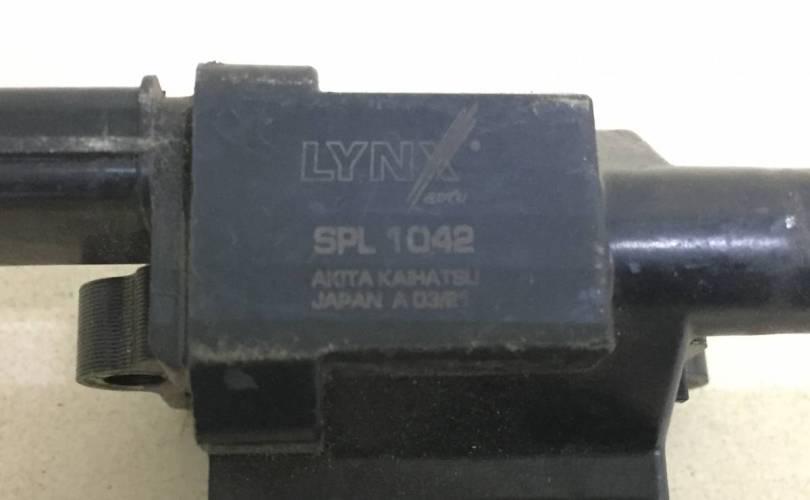 LYNX
auto
SPL 1042
AKITA KAIHATSU
JAPAN A 03/21